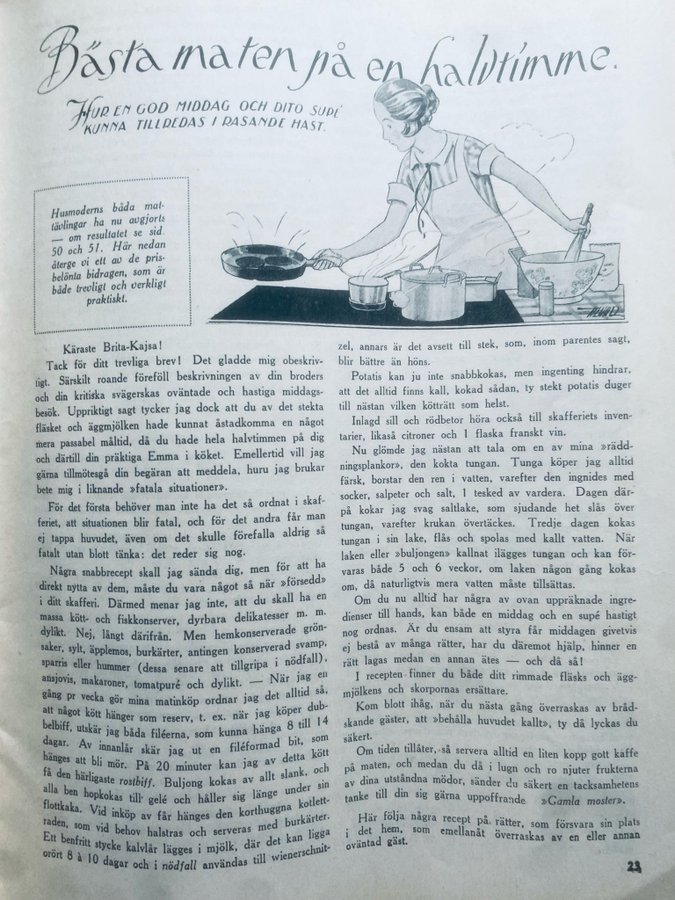 Bästa maten på en halvtimme.
HUR EN GOD MIDDAG OCH DITO SUPÉ
KUNNA TILLREDAS I RASANDE HAST.
Husmoderns båda mat-
tävlingar ha nu avgjorts
— om resultatet se sid.
50 och 51. Här nedan
återge vi ett av de pris-
belönta bidragen, som är
både trevligt och verkligt
praktiskt.
Käraste Brita-Kajsa!
Tack för ditt trevliga brev! Det gladde mig obeskriv-
ligt. Särskilt roande föreföll beskrivningen av din broders
och din kritiska svägerskas oväntade och hastiga middags-
besök. Uppriktigt sagt tycker jag dock att du av det stekta
fläsket och äggmjölken hade kunnat åstadkomma en något
mera passabel måltid, då du hade hela halvtimmen på dig
och därtill din präktiga Emma i köket. Emellertid vill jag
gärna tillmötesgå din begäran att meddela, huru jag brukar
bete mig i liknande »fatala situationer».
För det första behöver man inte ha det så ordnat i skaf-
feriet, att situationen blir fatal, och för det andra får man
ej tappa huvudet, även om det skulle förefalla aldrig så
fatalt utan blott tänka: det reder sig nog.
Några snabbrecept skall jag sända dig, men för att ha
direkt nytta av dem, måste du vara något så när »försedd»
i ditt skafferi. Därmed menar jag inte, att du skall ha en
massa kött- och fiskkonserver, dyrbara delikatesser m. m.
dylikt. Nej, långt därifrån. Men hemkonserverade grön-
saker, sylt, äpplemos, burkärter, antingen konserverad svamp,
sparris eller hummer (dessa senare att tillgripa i nödfall),
ansjovis, makaroner, tomatpuré och dylikt. — När jag en
gång pr vecka gör mina matinköp ordnar jag det alltid så,
att något kött hänger som reserv, t. ex. när jag köper dub-
belbiff, utskär jag båda filéerna, som kunna hänga 8 till 14
dagar. Av innanlår skär jag ut en filéformad bit, som
hänges att bli mör. På 20 minuter kan jag av detta kött
få den härligaste rostbiff. Buljong kokas av allt slank, och
alla ben hopkokas till gelé och håller sig länge under sin
flottkaka. Vid inköp av får hänges den korthuggna kotlett-
raden, som vid behov halstras och serveras med burkärter.
Ett benfritt stycke kalvlår lägges i mjölk, där det kan ligga
orört 8 à 10 dagar och i nödfall användas till wienerschnit-
zel, annars är det avsett till stek, som, inom parentes sagt,
blir bättre än höns.
Potatis kan ju inte snabbkokas, men ingenting hindrar,
att det alltid finns kall, kokad sådan, ty stekt potatis duger
till nästan vilken kötträtt som helst.
Inlagd sill och rödbetor höra också till skafferiets inven-
tarier, likaså citroner och 1 flaska franskt vin.
Nu glömde jag nästan att tala om en av mina »rädd-
ningsplankor», den kokta tungan. Tunga köper jag alltid
färsk, borstar den ren i vatten, varefter den ingnides med
socker, salpeter och salt, 1 tesked av vardera. Dagen där-
på kokar jag svag saltlake, som sjudande het slås över
tungan, varefter krukan övertäckes. Tredje dagen kokas
tungan i sin lake, flås och spolas med kallt vatten. När
laken eller »buljongen» kallnat ilägges tungan och kan för-
varas både 5 och 6 veckor, om laken någon gång kokas
om, då naturligtvis mera vatten måste tillsättas.
Om du nu alltid har några av ovan uppräknade ingre-
dienser till hands, kan både en middag och en supé hastigt
nog ordnas. Är du ensam att styra får middagen givetvis
ej bestå av många rätter, har du däremot hjälp, hinner en
rätt lagas medan en annan ätes — och då så!
I recepten finner du både ditt rimmade fläsks och ägg-
mjölkens och skorpornas ersättare.
Kom blott ihåg, när du nästa gång överraskas av bråd-
skande gäster, att »behålla huvudet kallt», ty då lyckas du
säkert.
Om tiden tillåter, så servera alltid en liten kopp gott kaffe
på maten, och medan du då i lugn och ro njuter frukterna
av dina utståndna mödor, sänder du säkert en tacksamhetens
tanke till din sig gärna uppoffrande »Gamla moster».
Här följa några recept på rätter, som försvara sin plats
i det hem, som emellanåt överraskas av en eller annan
oväntad gäst.
23